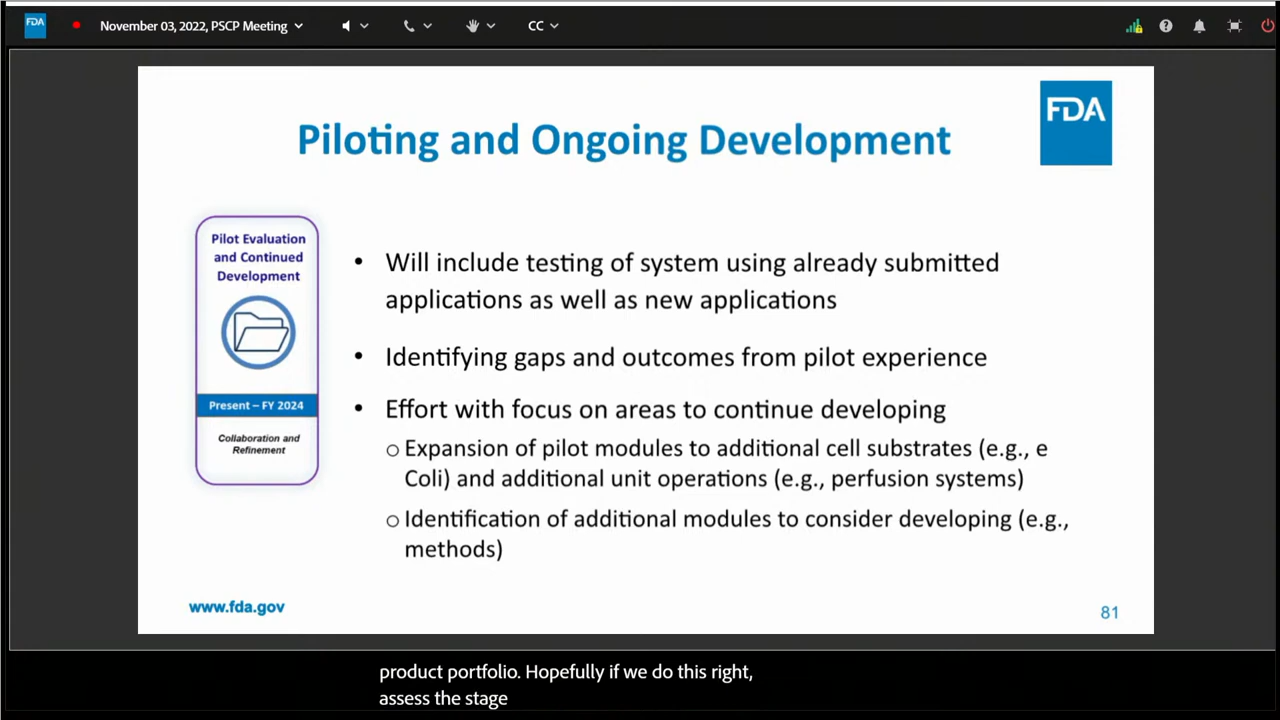 FDA
November 03, 2022, PSCP Meeting
CC
FDA
Piloting and Ongoing Development
Pilot Evaluation
and Continued
Development
Present – FY 2024
Collaboration and
Refinement
• Will include testing of system using already submitted
applications as well as new applications
• Identifying gaps and outcomes from pilot experience
• Effort with focus on areas to continue developing
o Expansion of pilot modules to additional cell substrates (e.g., e
Coli) and additional unit operations (e.g., perfusion systems)
o Identification of additional modules to consider developing (e.g.,
methods)
www.fda.gov
81
product portfolio. Hopefully if we do this right,
assess the stage